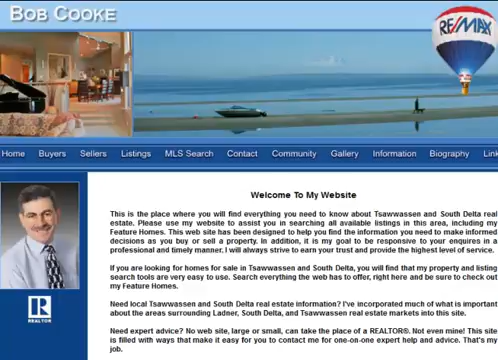 BOB COOKE
RE/MAX
Home Buyers Sellers Listings MLS Search Contact Community Gallery Information Biography Link
Welcome To My Website
This is the place where you will find everything you need to know about Tsawwassen and South Delta real
estate. Please use my website to assist you in searching all available listings in this area, including my
Feature Homes. This web site has been designed to help you find the information you need to make informed
decisions as you buy or sell a property. In addition, it is my goal to be responsive to your enquires in a
professional and timely manner. I will always strive to earn your trust and provide the highest level of service.
If you are looking for homes for sale in Tsawwassen and South Delta, you will find that my property and listing
search tools are very easy to use. Search everything the web has to offer, right here and be sure to check out
my Feature Homes.
Need local Tsawwassen and South Delta real estate information? I've incorporated much of what is important
about the areas surrounding Ladner, South Delta, and Tsawwassen real estate markets into this site.
Need expert advice? No web site, large or small, can take the place of a REALTOR®. Not even mine! This site
is filled with ways that make it easy for you to contact me for one-on-one expert help and advice. That's my
job.
R
REALTOR